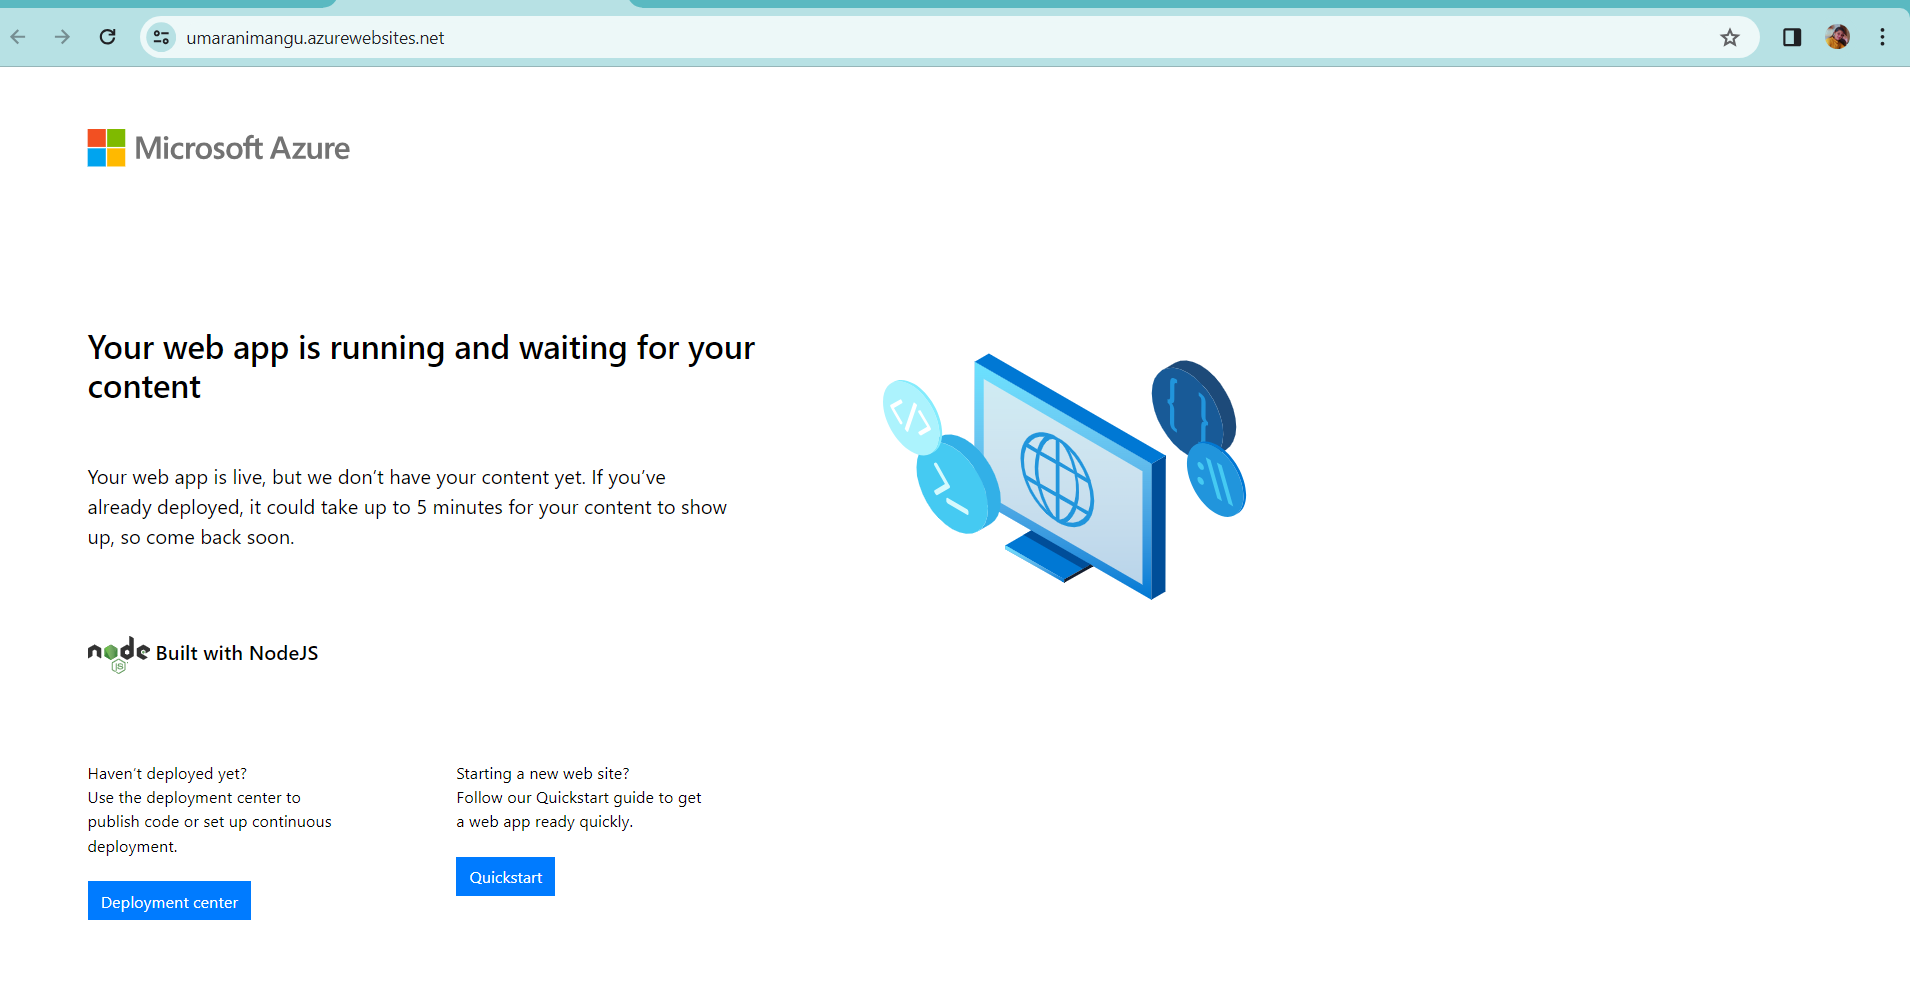 umaranimangu.azurewebsites.net
Microsoft Azure
Your web app is running and waiting for your
content
Your web app is live, but we don’t have your content yet. If you’ve
already deployed, it could take up to 5 minutes for your content to show
up, so come back soon.
node
JS
Built with NodeJS
Haven’t deployed yet?
Use the deployment center to
publish code or set up continuous
deployment.
Deployment center
Starting a new web site?
Follow our Quickstart guide to get
a web app ready quickly.
Quickstart